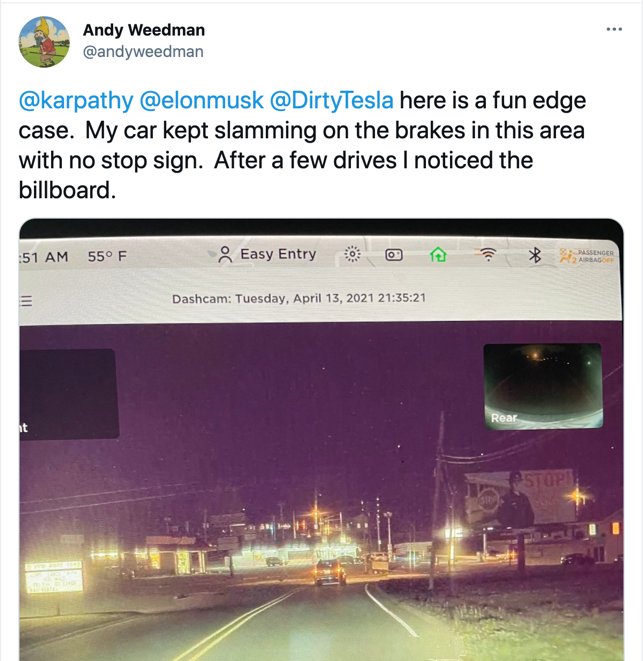 Andy Weedman
@andyweedman
@karpathy @elonmusk @DirtyTesla here is a fun edge
case. My car kept slamming on the brakes in this area
with no stop sign. After a few drives I noticed the
billboard.
:51 AM 55° F Easy Entry PASSENGER
AIRBAG OFF
Dashcam: Tuesday, April 13, 2021 21:35:21
nt
Rear
STOP!